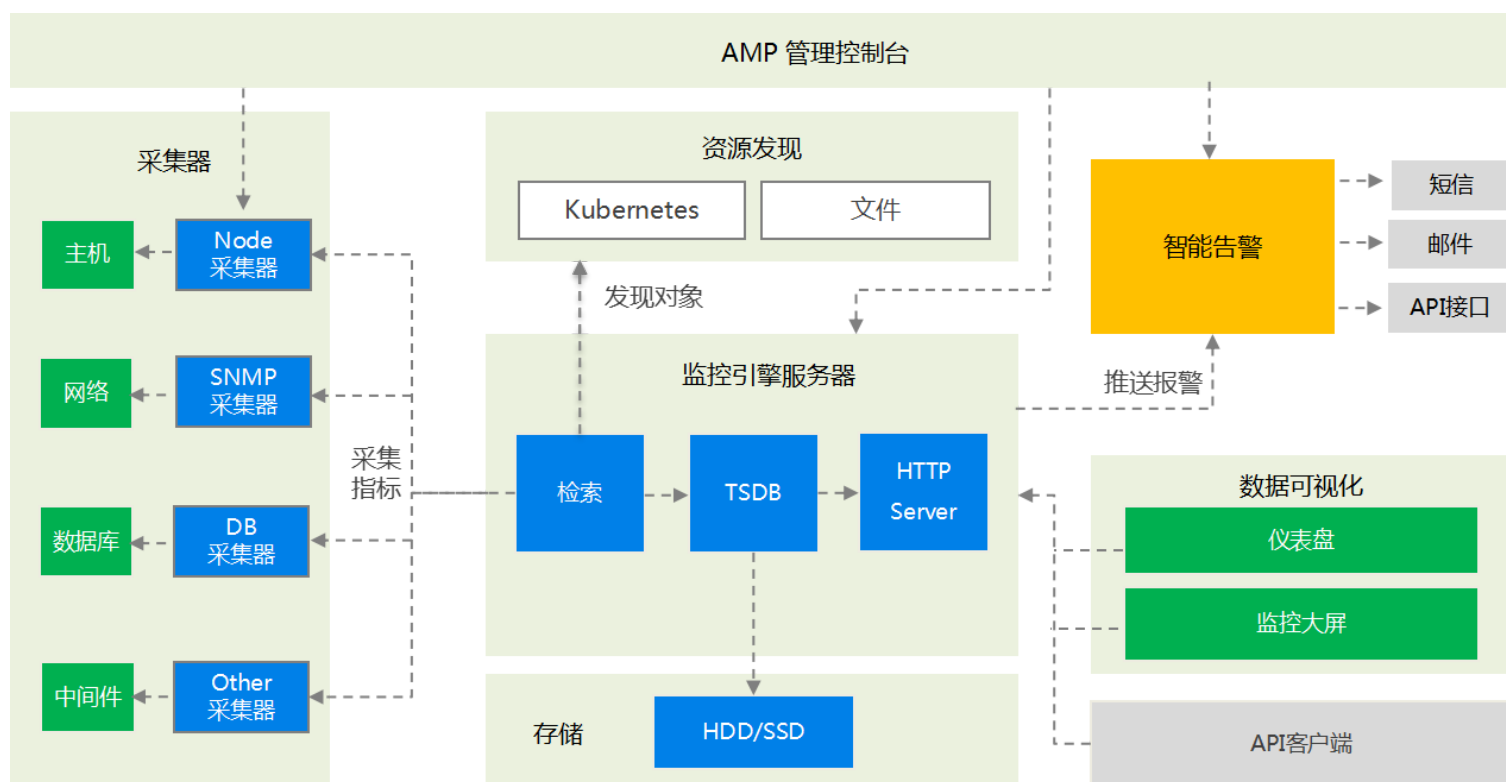 AMP 管理控制台
采集器
主机
Node
采集器
网络
SNMP
采集器
数据库
DB
采集器
中间件
Other
采集器
采集
指标
资源发现
Kubernetes
文件
发现对象
监控引擎服务器
检索
TSDB
HTTP
Server
存储
HDD/SSD
智能告警
短信
邮件
API接口
推送报警
数据可视化
仪表盘
监控大屏
API客户端